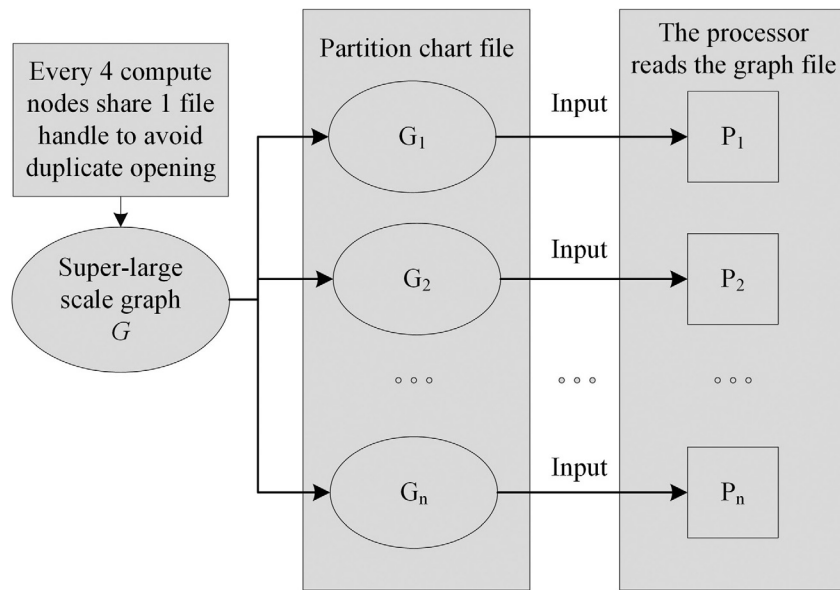 Every 4 compute
nodes share 1 file
handle to avoid
duplicate opening
Super-large
scale graph
G
Partition chart file
G₁
G₂
Gₙ
Input
Input
Input
The processor
reads the graph file
P₁
P₂
Pₙ